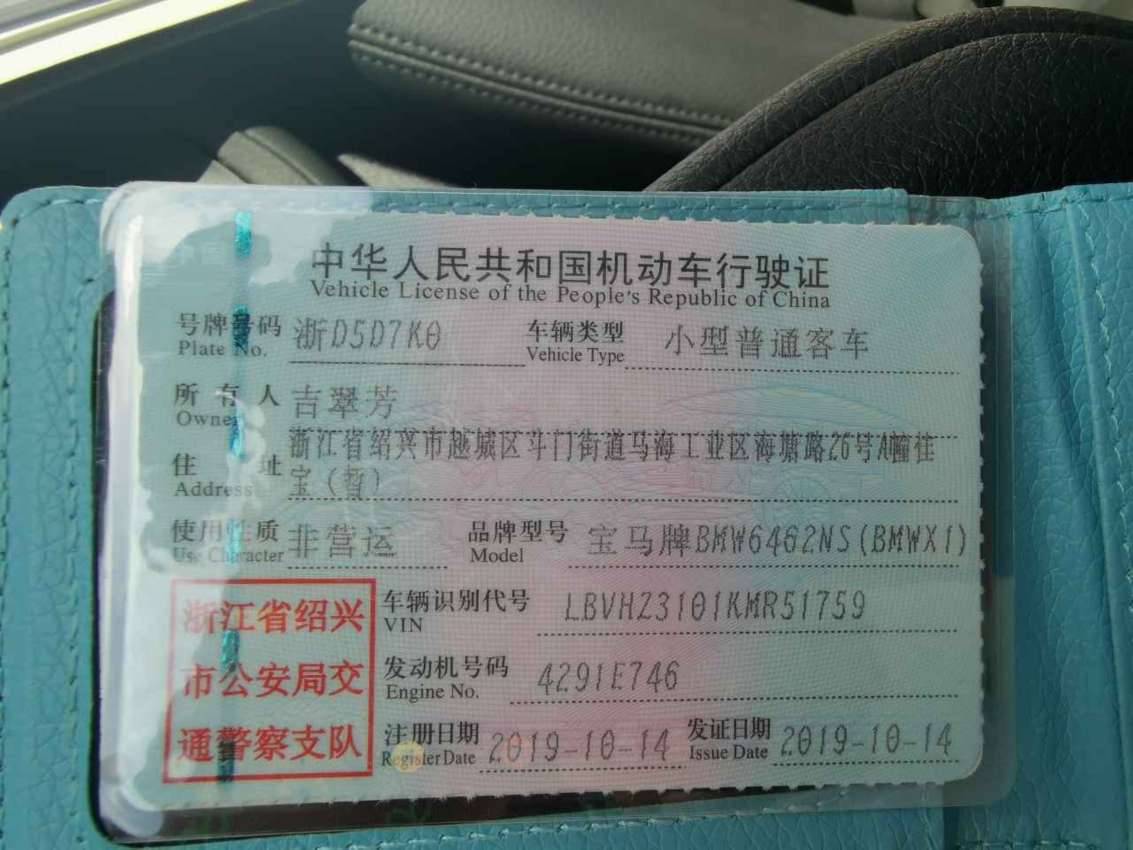 中华人民共和国机动车行驶证
Vehicle License of the People's Republic of China
号牌号码 浙D5D7K0 车辆类型 小型普通客车
Plate No. Vehicle Type
所有人 吉翠芳
Owner
浙江省绍兴市越城区斗门街道马海工业区海塘路26号A幢佳
住址 宝(暂)
Address
使用性质 非营运 品牌型号 宝马牌BMW6462NS(BMWX1)
Use Character Model
浙江省绍兴 车辆识别代号 LBVHZ3101KMR51759
VIN
市公安局交 发动机号码 4291E746
Engine No.
通警察支队 注册日期 2019-10-14 发证日期 2019-10-14
Register Date Issue Date